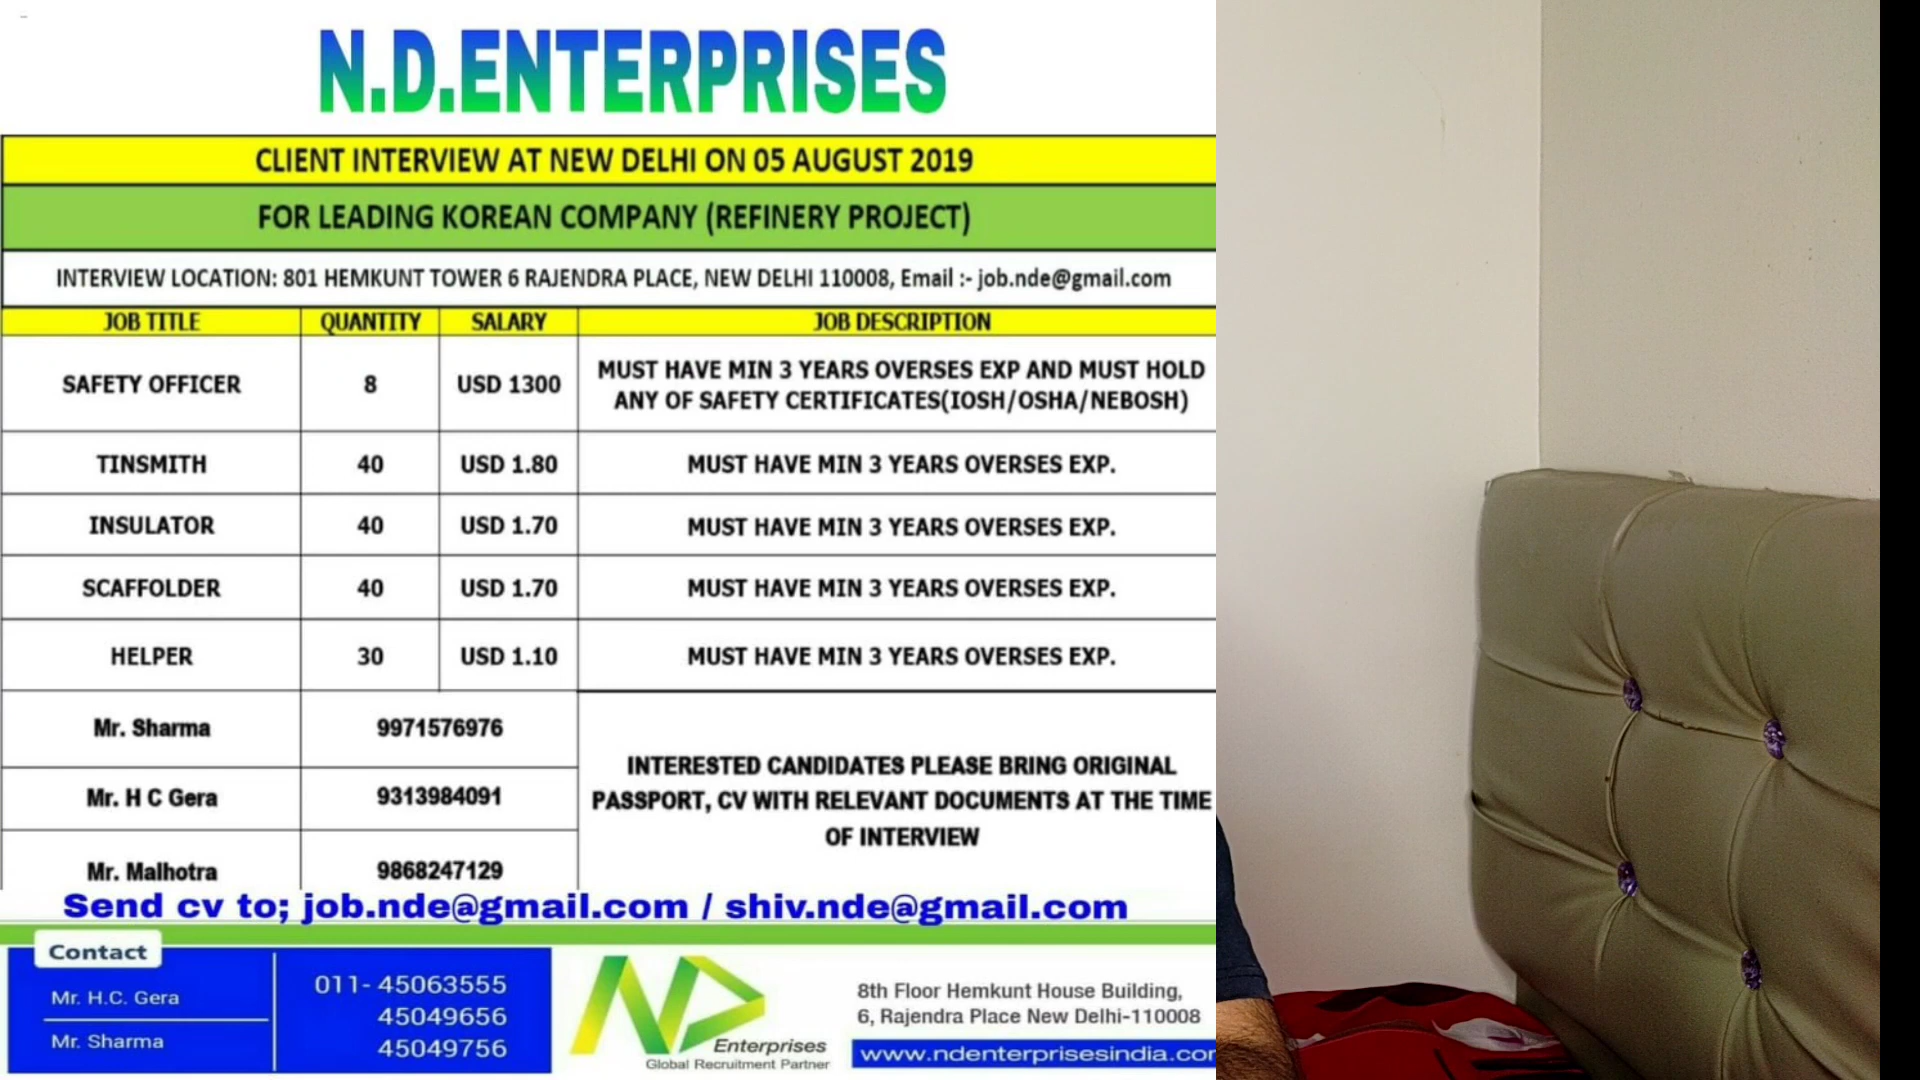 N.D.ENTERPRISES
CLIENT INTERVIEW AT NEW DELHI ON 05 AUGUST 2019
FOR LEADING KOREAN COMPANY (REFINERY PROJECT)
INTERVIEW LOCATION: 801 HEMKUNT TOWER 6 RAJENDRA PLACE, NEW DELHI 110008, Email :- job.nde@gmail.com
JOB TITLE QUANTITY SALARY JOB DESCRIPTION
SAFETY OFFICER 8 USD 1300 MUST HAVE MIN 3 YEARS OVERSES EXP AND MUST HOLD
ANY OF SAFETY CERTIFICATES(IOSH/OSHA/NEBOSH)
TINSMITH 40 USD 1.80 MUST HAVE MIN 3 YEARS OVERSES EXP.
INSULATOR 40 USD 1.70 MUST HAVE MIN 3 YEARS OVERSES EXP.
SCAFFOLDER 40 USD 1.70 MUST HAVE MIN 3 YEARS OVERSES EXP.
HELPER 30 USD 1.10 MUST HAVE MIN 3 YEARS OVERSES EXP.
Mr. Sharma 9971576976
Mr. H C Gera 9313984091
Mr. Malhotra 9868247129
INTERESTED CANDIDATES PLEASE BRING ORIGINAL
PASSPORT, CV WITH RELEVANT DOCUMENTS AT THE TIME
OF INTERVIEW
Send cv to; job.nde@gmail.com / shiv.nde@gmail.com
Contact
Mr. H.C. Gera
Mr. Sharma
011- 45063555
45049656
45049756
ND
Enterprises
Global Recruitment Partner
8th Floor Hemkunt House Building,
6, Rajendra Place New Delhi-110008
www.ndenterprisesindia.com